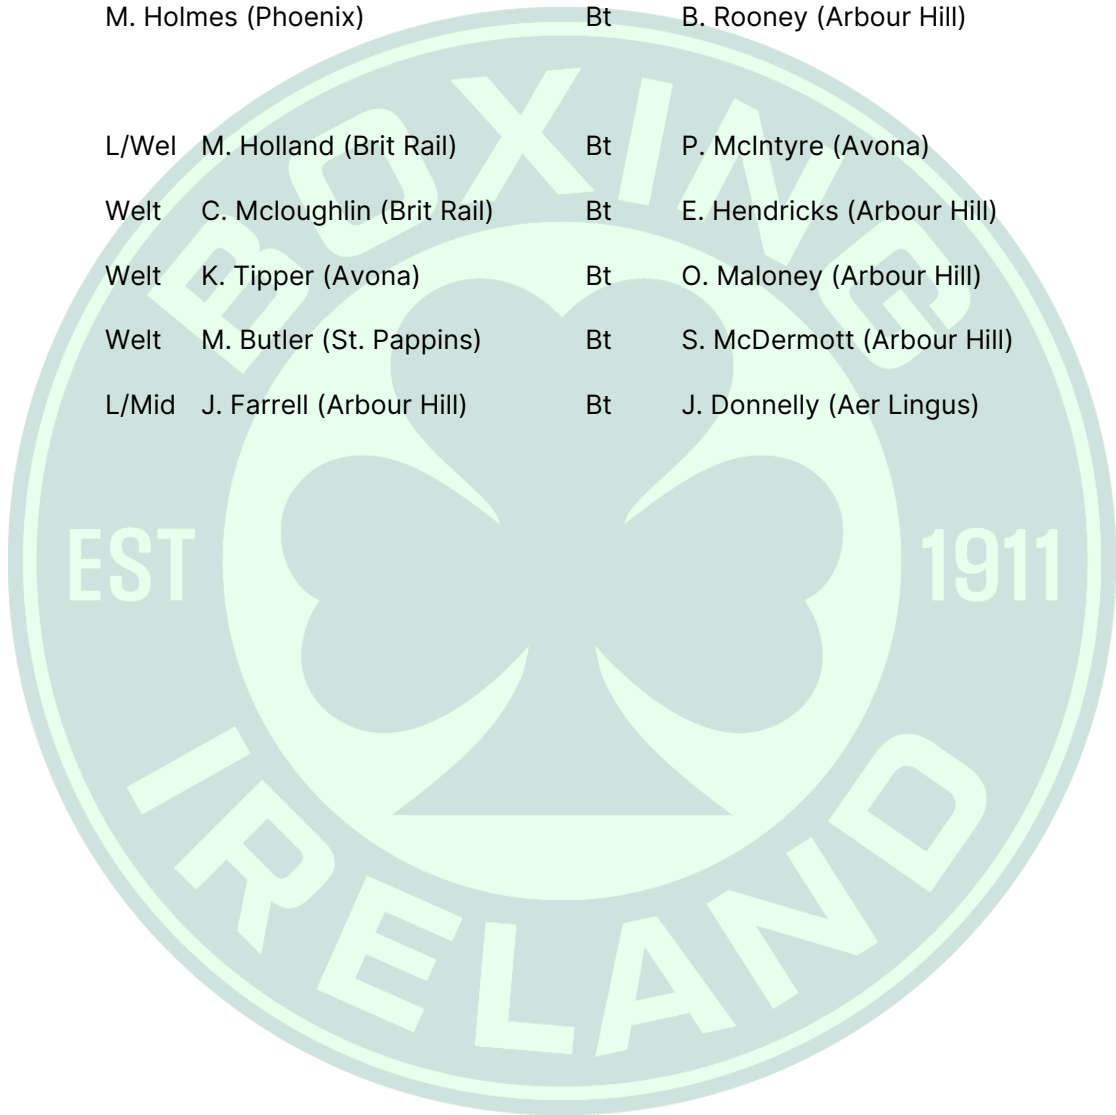 M. Holmes (Phoenix) Bt B. Rooney (Arbour Hill)
L/Wel M. Holland (Brit Rail) Bt P. McIntyre (Avona)
Welt C. Mcloughlin (Brit Rail) Bt E. Hendricks (Arbour Hill)
Welt K. Tipper (Avona) Bt O. Maloney (Arbour Hill)
Welt M. Butler (St. Pappins) Bt S. McDermott (Arbour Hill)
L/Mid J. Farrell (Arbour Hill) Bt J. Donnelly (Aer Lingus)
BOXING
EST 1911
IRELAND